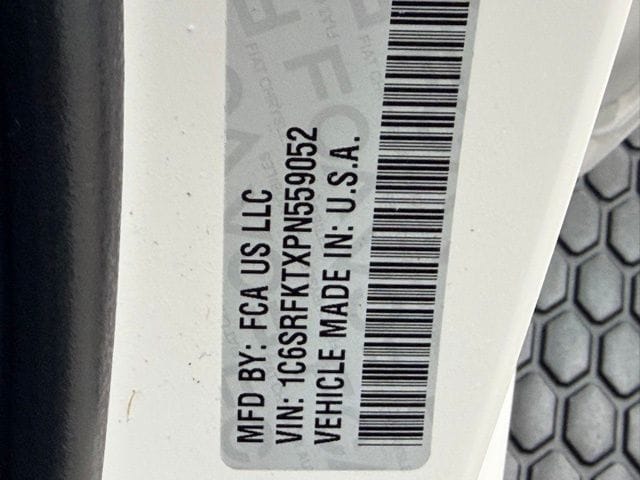 MFD BY: FCA US LLC
VIN: 1C6SRFKTXPN559052
VEHICLE MADE IN: U.S.A.